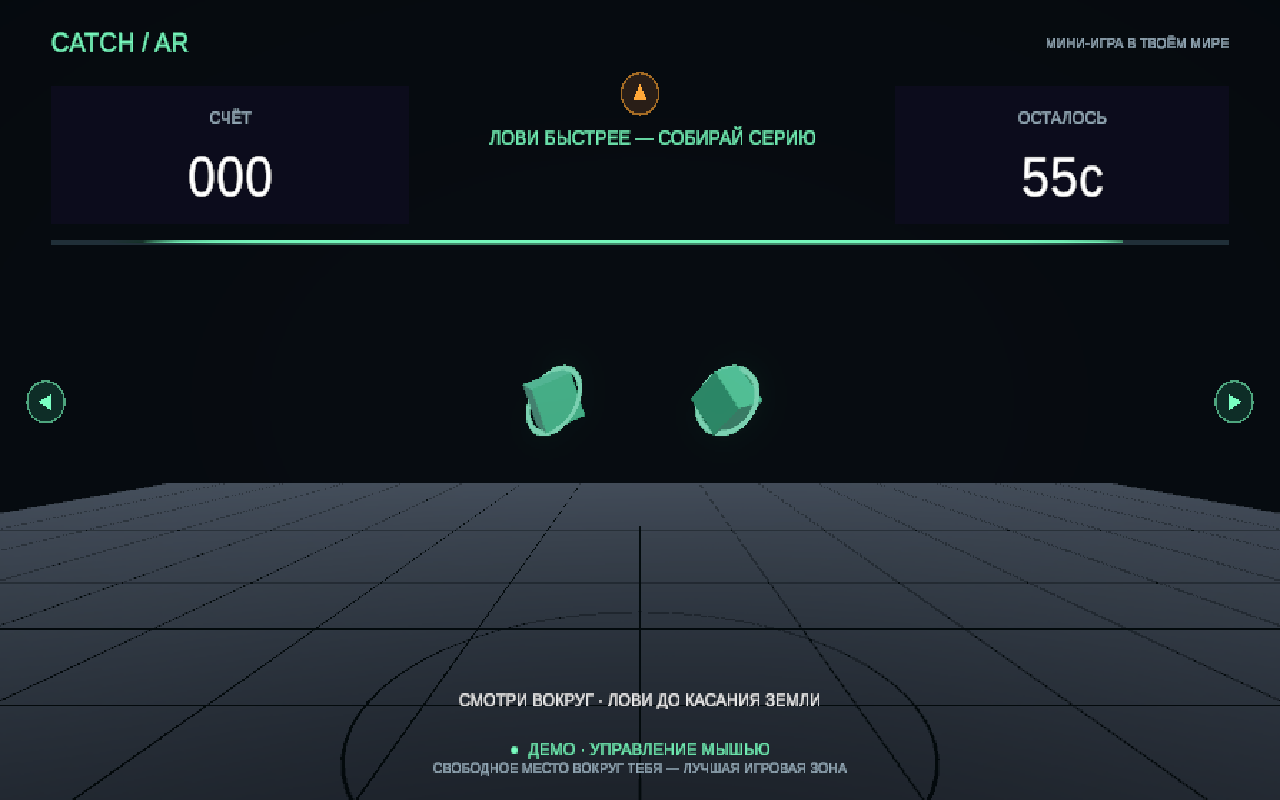 CATCH / AR
МИНИ-ИГРА В ТВОЁМ МИРЕ
СЧЁТ
000
ЛОВИ БЫСТРЕЕ — СОБИРАЙ СЕРИЮ
ОСТАЛОСЬ
55с
СМОТРИ ВОКРУГ · ЛОВИ ДО КАСАНИЯ ЗЕМЛИ
● ДЕМО · УПРАВЛЕНИЕ МЫШЬЮ
СВОБОДНОЕ МЕСТО ВОКРУГ ТЕБЯ — ЛУЧШАЯ ИГРОВАЯ ЗОНА